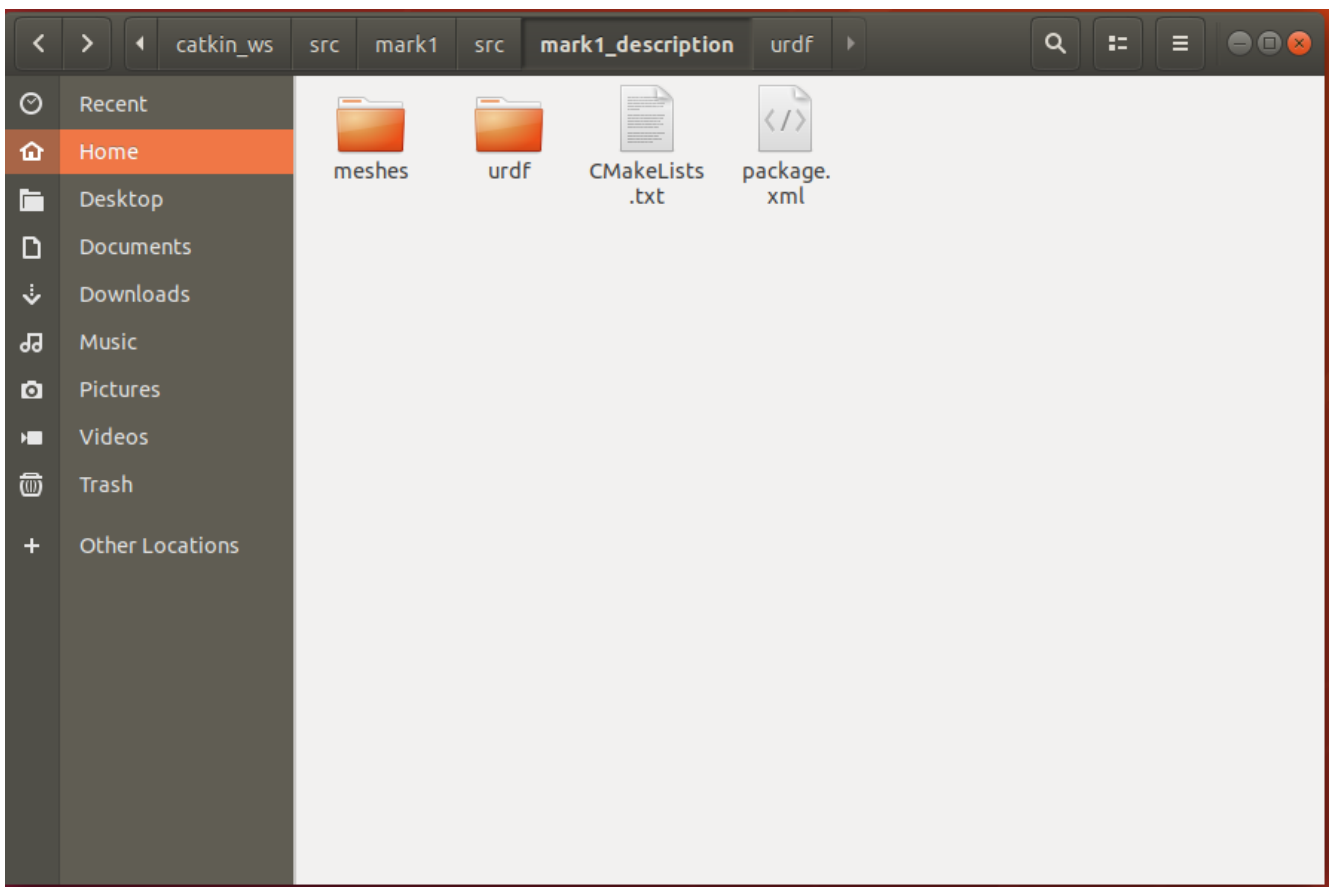 catkin_ws src mark1 src mark1_description urdf
Recent
Home
Desktop
Documents
Downloads
Music
Pictures
Videos
Trash
Other Locations
meshes urdf CMakeLists package.
.txt xml